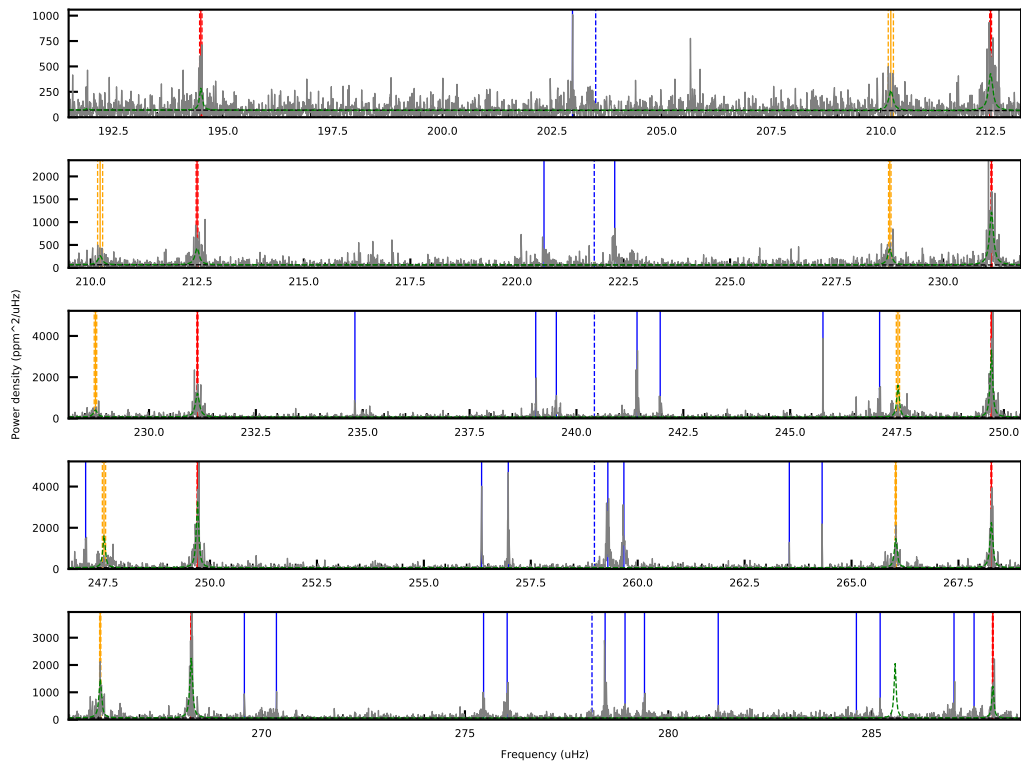 1000
750
500
250
0
192.5 195.0 197.5 200.0 202.5 205.0 207.5 210.0 212.5
2000
1500
1000
500
0
210.0 212.5 215.0 217.5 220.0 222.5 225.0 227.5 230.0
Power density (ppm^2/uHz)
4000
2000
0
230.0 232.5 235.0 237.5 240.0 242.5 245.0 247.5 250.0
4000
2000
0
247.5 250.0 252.5 255.0 257.5 260.0 262.5 265.0 267.5
3000
2000
1000
0
270 275 280 285
Frequency (uHz)